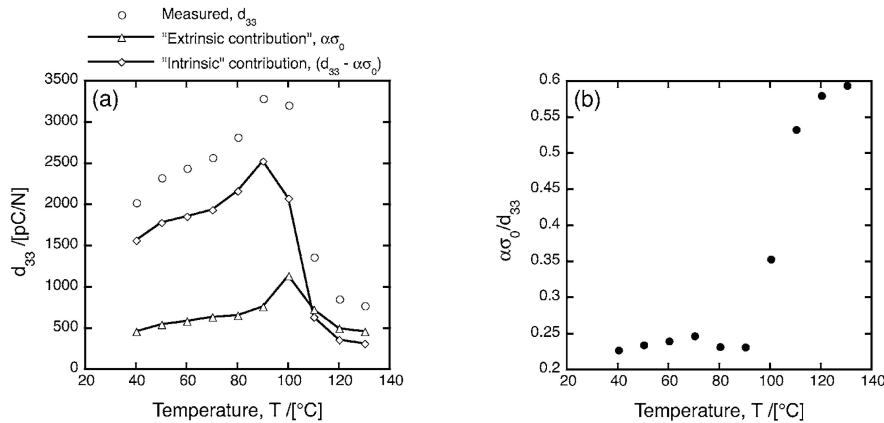 Measured, d33
"Extrinsic contribution", ασ0
"Intrinsic" contribution, (d33 - ασ0)
(a)
3500
3000
2500
2000
1500
1000
500
0
d33 /[pC/N]
20 40 60 80 100 120 140
Temperature, T /[°C]
(b)
0.6
0.55
0.5
0.45
0.4
0.35
0.3
0.25
0.2
ασ0/d33
20 40 60 80 100 120 140
Temperature, T /[°C]